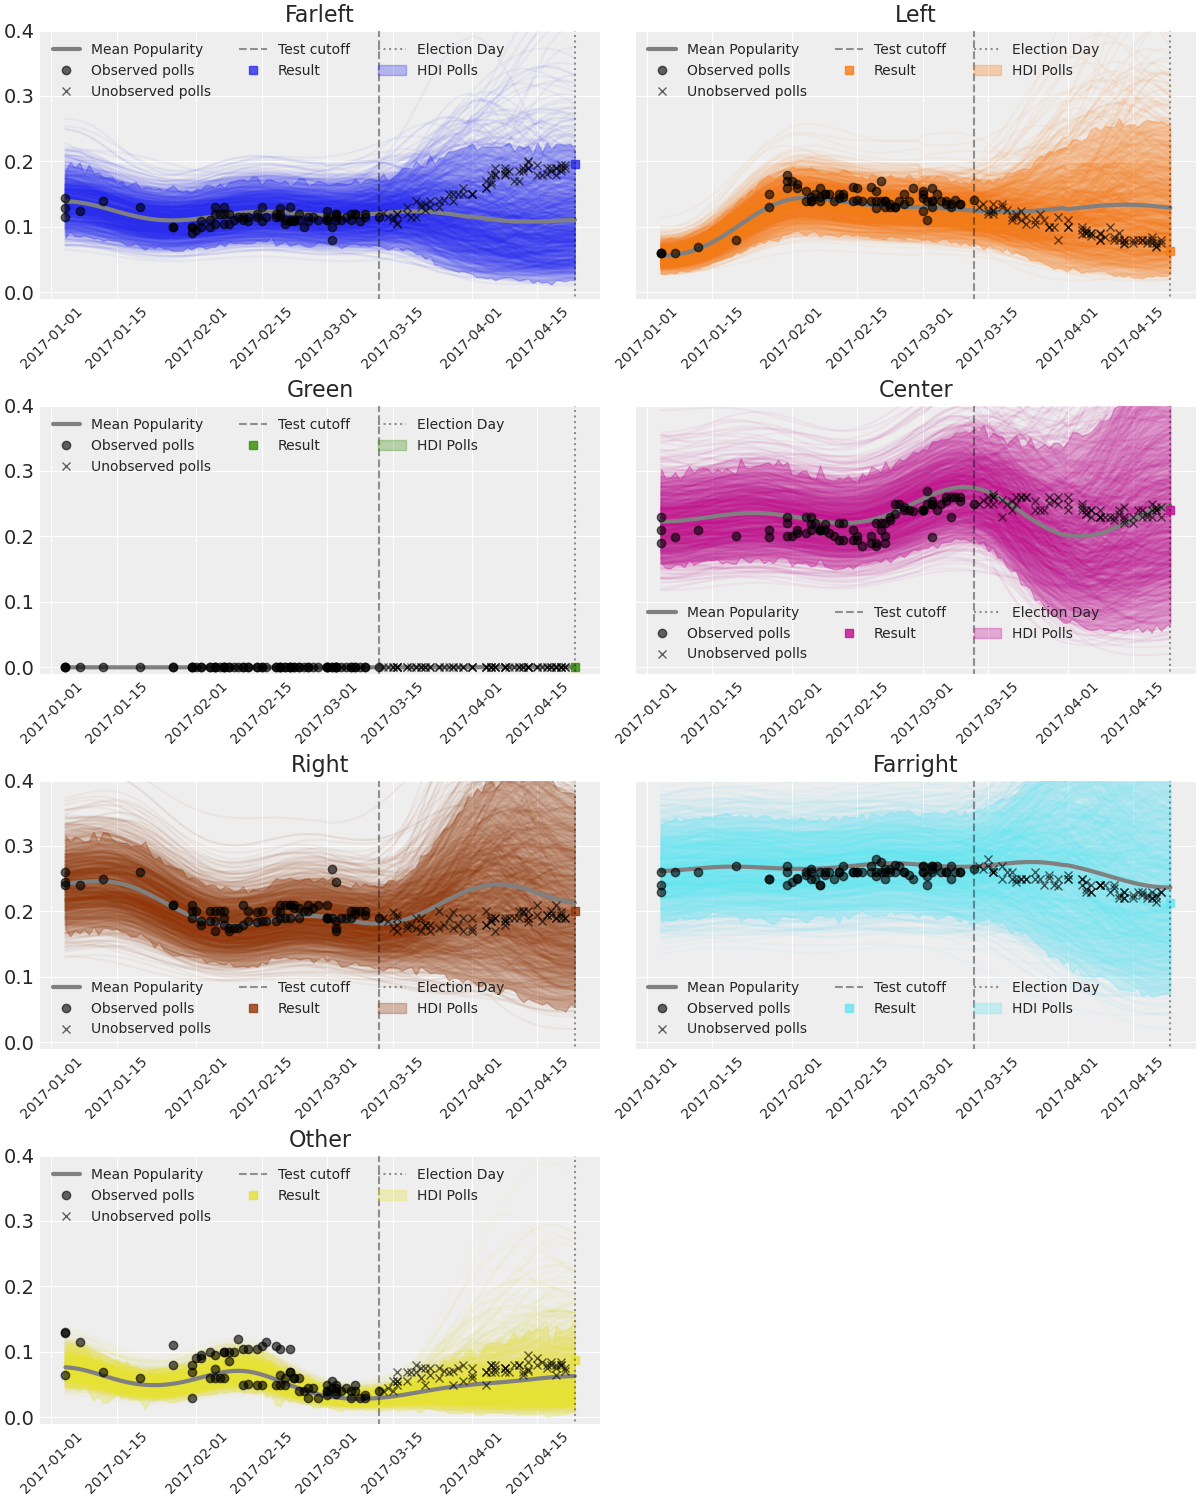 Farleft
Left
0.4
0.3
0.2
0.1
0.0
Mean Popularity
Observed polls
Unobserved polls
Test cutoff
Result
Election Day
HDI Polls
2017-01-01
2017-01-15
2017-02-01
2017-02-15
2017-03-01
2017-03-15
2017-04-01
2017-04-15
Mean Popularity
Observed polls
Unobserved polls
Test cutoff
Result
Election Day
HDI Polls
2017-01-01
2017-01-15
2017-02-01
2017-02-15
2017-03-01
2017-03-15
2017-04-01
2017-04-15
Green
Center
0.4
0.3
0.2
0.1
0.0
Mean Popularity
Observed polls
Unobserved polls
Test cutoff
Result
Election Day
HDI Polls
2017-01-01
2017-01-15
2017-02-01
2017-02-15
2017-03-01
2017-03-15
2017-04-01
2017-04-15
Mean Popularity
Observed polls
Unobserved polls
Test cutoff
Result
Election Day
HDI Polls
2017-01-01
2017-01-15
2017-02-01
2017-02-15
2017-03-01
2017-03-15
2017-04-01
2017-04-15
Right
Farright
0.4
0.3
0.2
0.1
0.0
Mean Popularity
Observed polls
Unobserved polls
Test cutoff
Result
Election Day
HDI Polls
2017-01-01
2017-01-15
2017-02-01
2017-02-15
2017-03-01
2017-03-15
2017-04-01
2017-04-15
Mean Popularity
Observed polls
Unobserved polls
Test cutoff
Result
Election Day
HDI Polls
2017-01-01
2017-01-15
2017-02-01
2017-02-15
2017-03-01
2017-03-15
2017-04-01
2017-04-15
Other
0.4
0.3
0.2
0.1
0.0
Mean Popularity
Observed polls
Unobserved polls
Test cutoff
Result
Election Day
HDI Polls
2017-01-01
2017-01-15
2017-02-01
2017-02-15
2017-03-01
2017-03-15
2017-04-01
2017-04-15